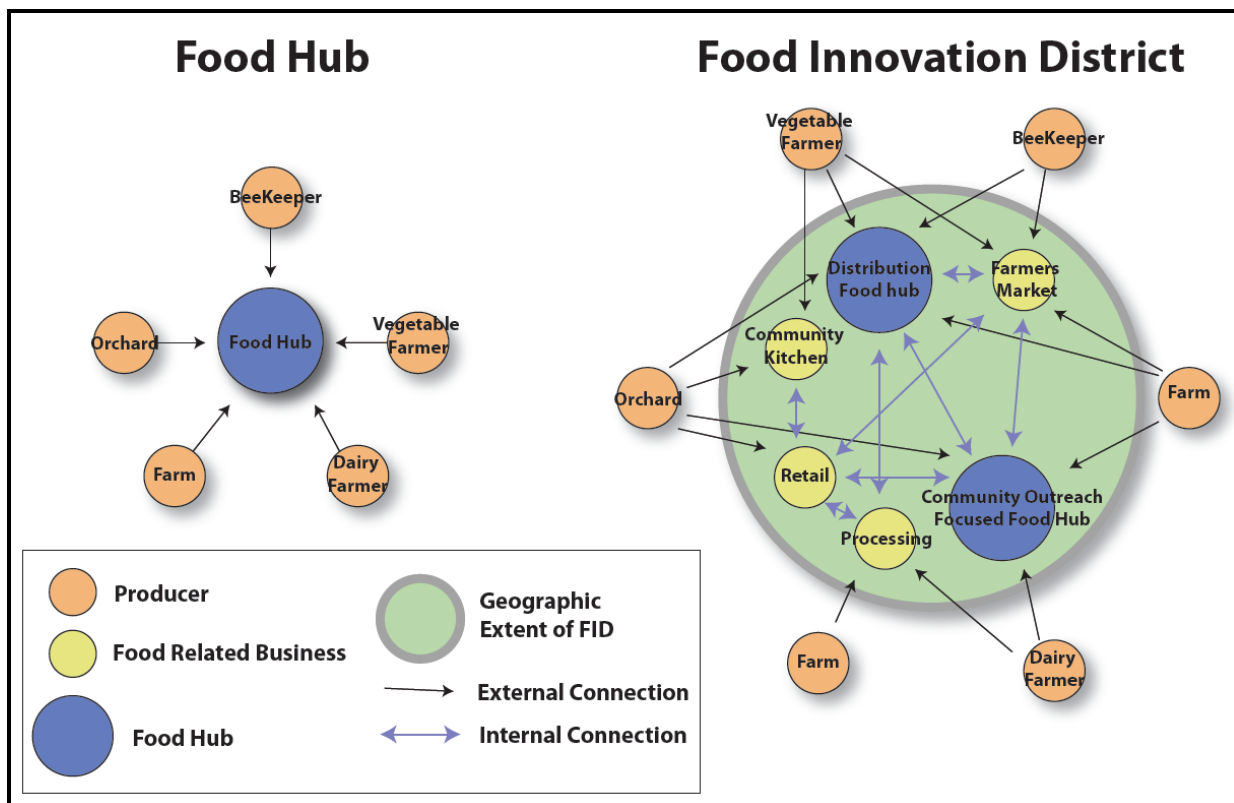 Food Hub
BeeKeeper
Orchard
Food Hub
Vegetable
Farmer
Farm
Dairy
Farmer
Food Innovation District
Vegetable
Farmer
BeeKeeper
Distribution
Food hub
Farmers
Market
Community
Kitchen
Orchard
Farm
Retail
Community Outreach
Focused Food Hub
Processing
Farm
Dairy
Farmer
Producer
Food Related Business
Food Hub
Geographic
Extent of FID
External Connection
Internal Connection